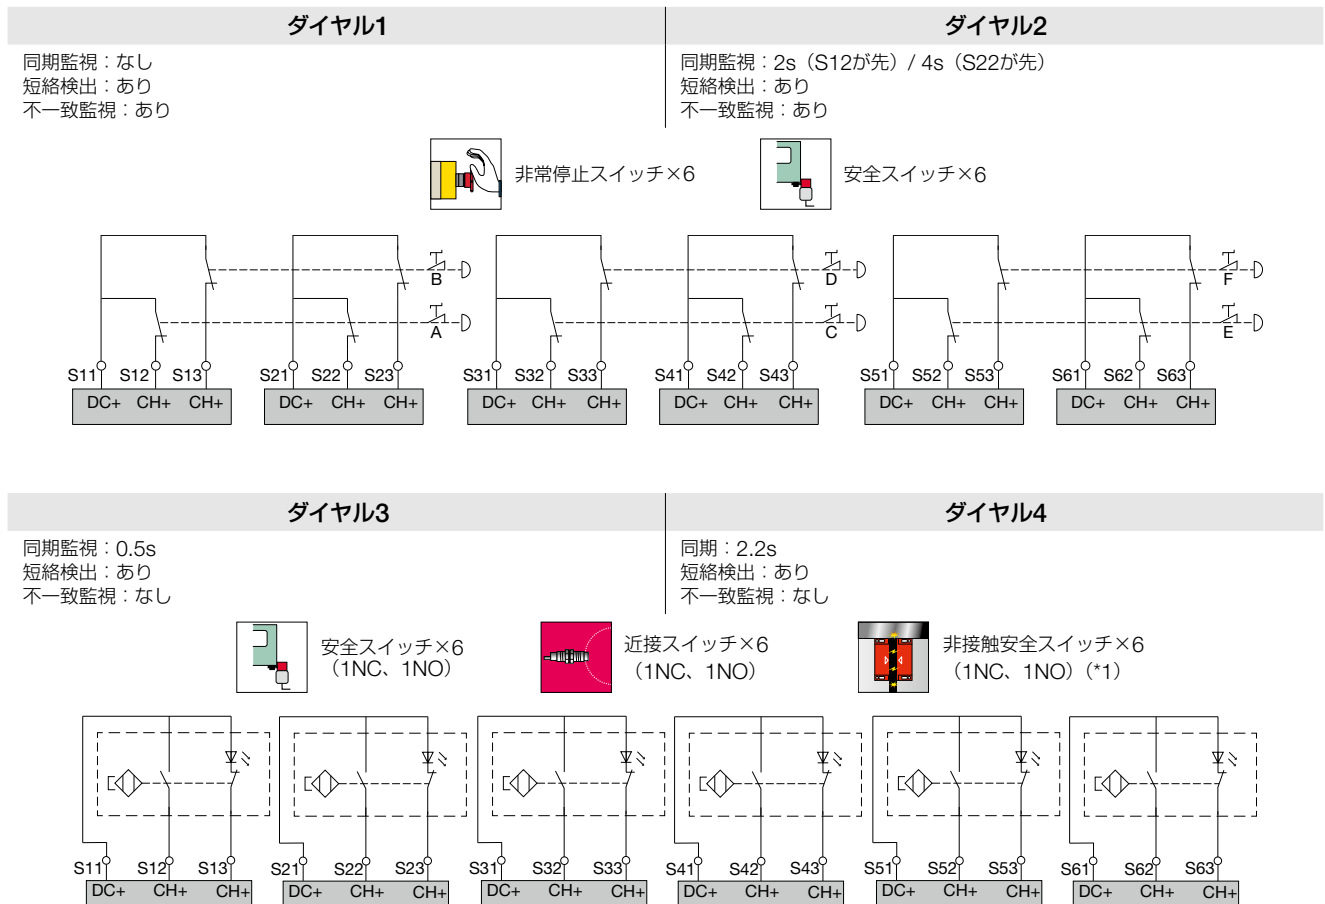 ダイヤル1
ダイヤル2
同期監視：なし
短絡検出：あり
不一致監視：あり
同期監視：2s（S12が先）/ 4s（S22が先）
短絡検出：あり
不一致監視：あり
非常停止スイッチ×6
安全スイッチ×6
B
D
F
A
C
E
S11 S12 S13 S21 S22 S23 S31 S32 S33 S41 S42 S43 S51 S52 S53 S61 S62 S63
DC+ CH+ CH+ DC+ CH+ CH+ DC+ CH+ CH+ DC+ CH+ CH+ DC+ CH+ CH+ DC+ CH+ CH+
ダイヤル3
ダイヤル4
同期監視：0.5s
短絡検出：あり
不一致監視：なし
同期：2.2s
短絡検出：あり
不一致監視：なし
安全スイッチ×6
（1NC、1NO）
近接スイッチ×6
（1NC、1NO）
非接触安全スイッチ×6
（1NC、1NO）(*1）
S11 S12 S13 S21 S22 S23 S31 S32 S33 S41 S42 S43 S51 S52 S53 S61 S62 S63
DC+ CH+ CH+ DC+ CH+ CH+ DC+ CH+ CH+ DC+ CH+ CH+ DC+ CH+ CH+ DC+ CH+ CH+